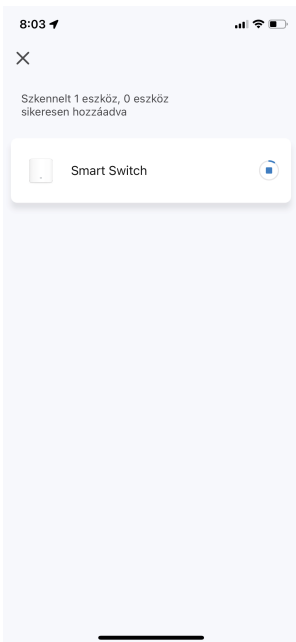 8:03
Szkennelt 1 eszköz, 0 eszköz
sikeresen hozzáadva
Smart Switch